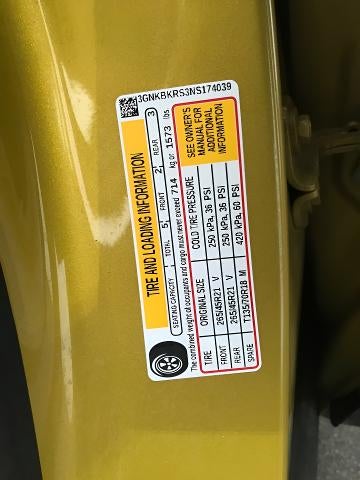 3GNKBKRS3NS174039
TIRE AND LOADING INFORMATION
SEATING CAPACITY TOTAL 5 FRONT 2 REAR 3
The combined weight of occupants and cargo must never exceed 714 kg or 1573 lbs
TIRE ORIGINAL SIZE COLD TIRE PRESSURE
FRONT 265/45R21 V 250 kPa, 36 PSI
REAR 265/45R21 V 250 kPa, 36 PSI
SPARE T135/70R18 M 420 kPa, 60 PSI
SEE OWNER'S
MANUAL FOR
ADDITIONAL
INFORMATION